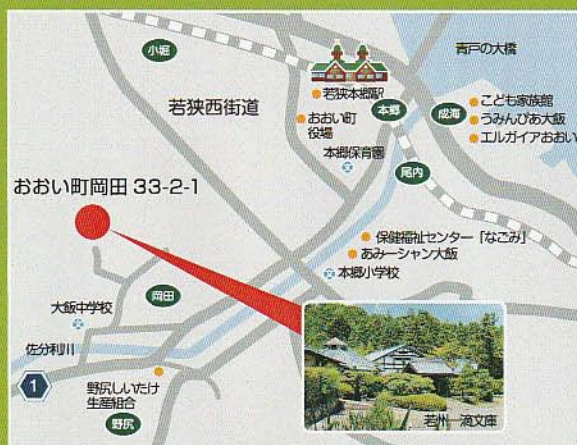 青戸の大橋
小堀
若狭本郷駅
若狭西街道
おおい町
役場
本郷
成海
こども家族館
うみんぴあ大飯
エルガイアおおい
本郷保育園
尾内
おおい町岡田 33-2-1
保健福祉センター「なごみ」
あみーシャン大飯
本郷小学校
岡田
大飯中学校
佐分利川
1
野尻しいたけ
生産組合
野尻
若州一滴文庫